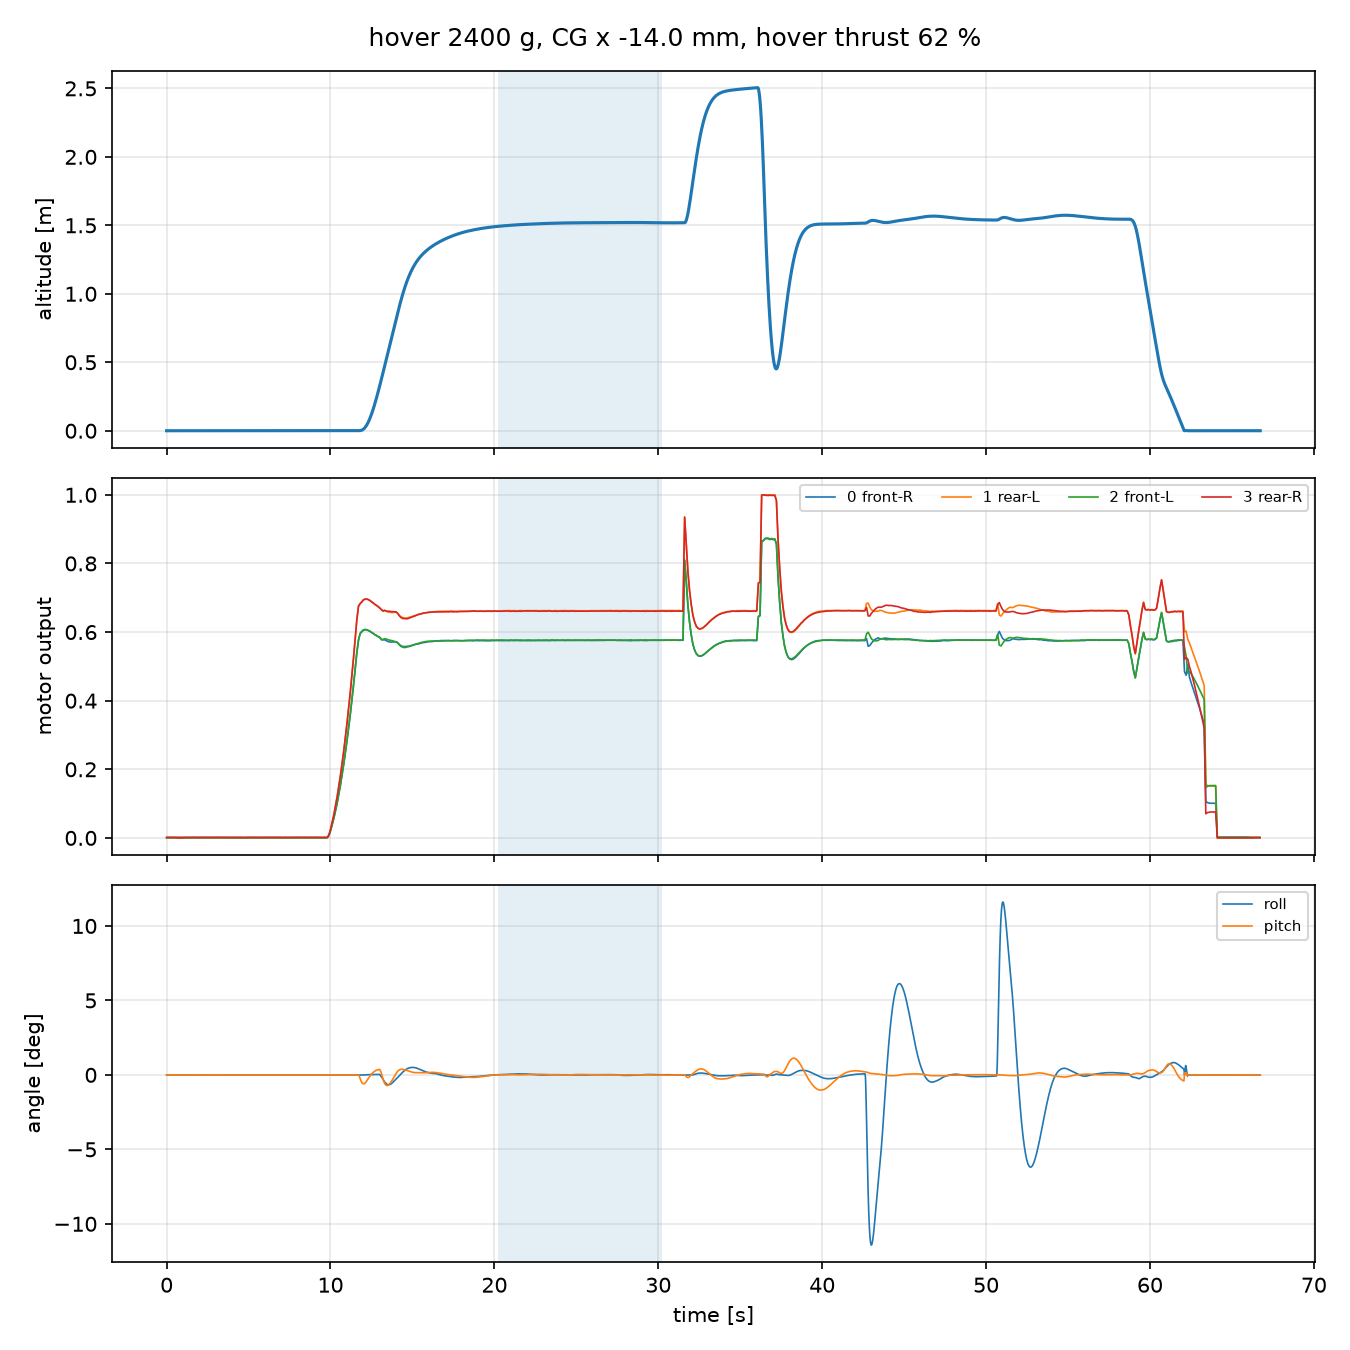 hover 2400 g, CG x -14.0 mm, hover thrust 62 %
2.5
2.0
1.5
1.0
0.5
0.0
altitude [m]
0 front-R 1 rear-L 2 front-L 3 rear-R
1.0
0.8
0.6
0.4
0.2
0.0
motor output
roll
pitch
10
5
0
−5
−10
angle [deg]
0 10 20 30 40 50 60 70
time [s]